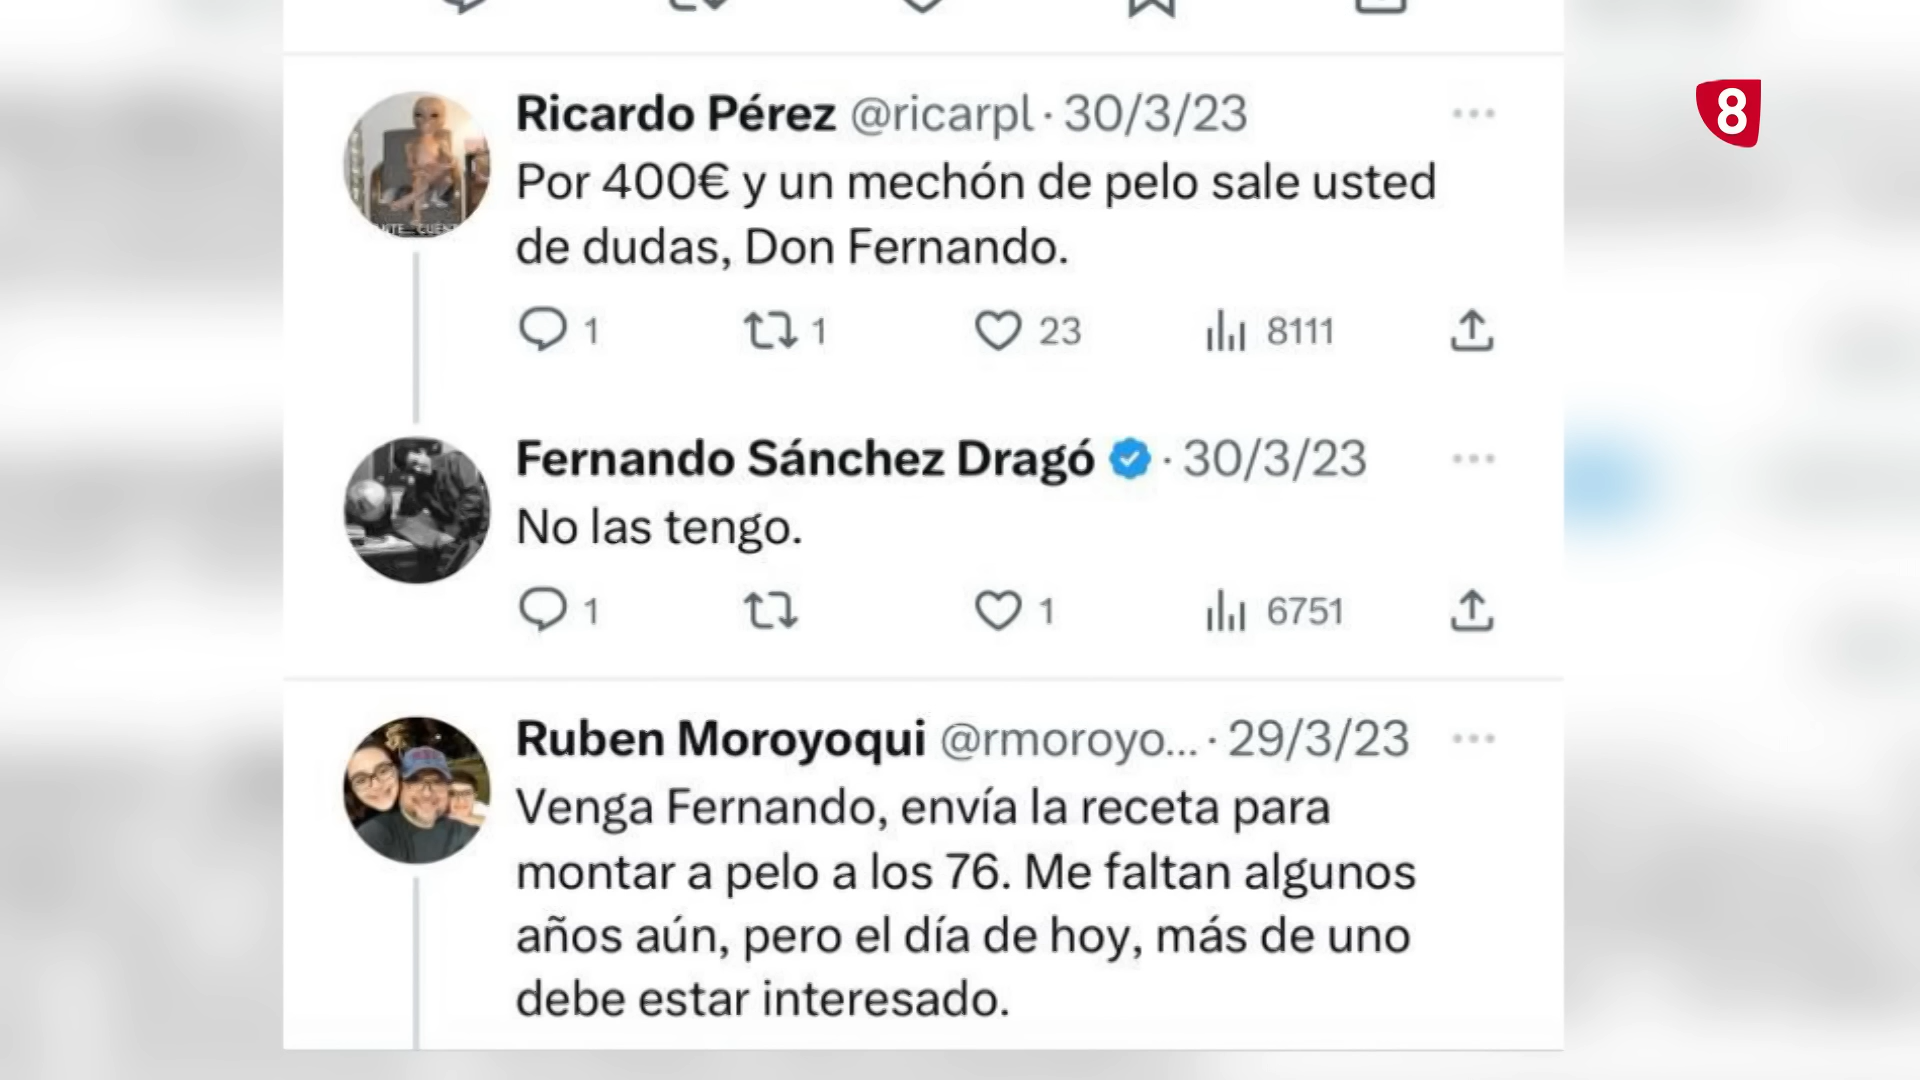 8
Ricardo Pérez @ricarpl · 30/3/23
Por 400€ y un mechón de pelo sale usted
de dudas, Don Fernando.
1 1 23 8111
Fernando Sánchez Dragó · 30/3/23
No las tengo.
1 1 6751
Ruben Moroyoqui @rmoroyo... · 29/3/23
Venga Fernando, envía la receta para
montar a pelo a los 76. Me faltan algunos
años aún, pero el día de hoy, más de uno
debe estar interesado.